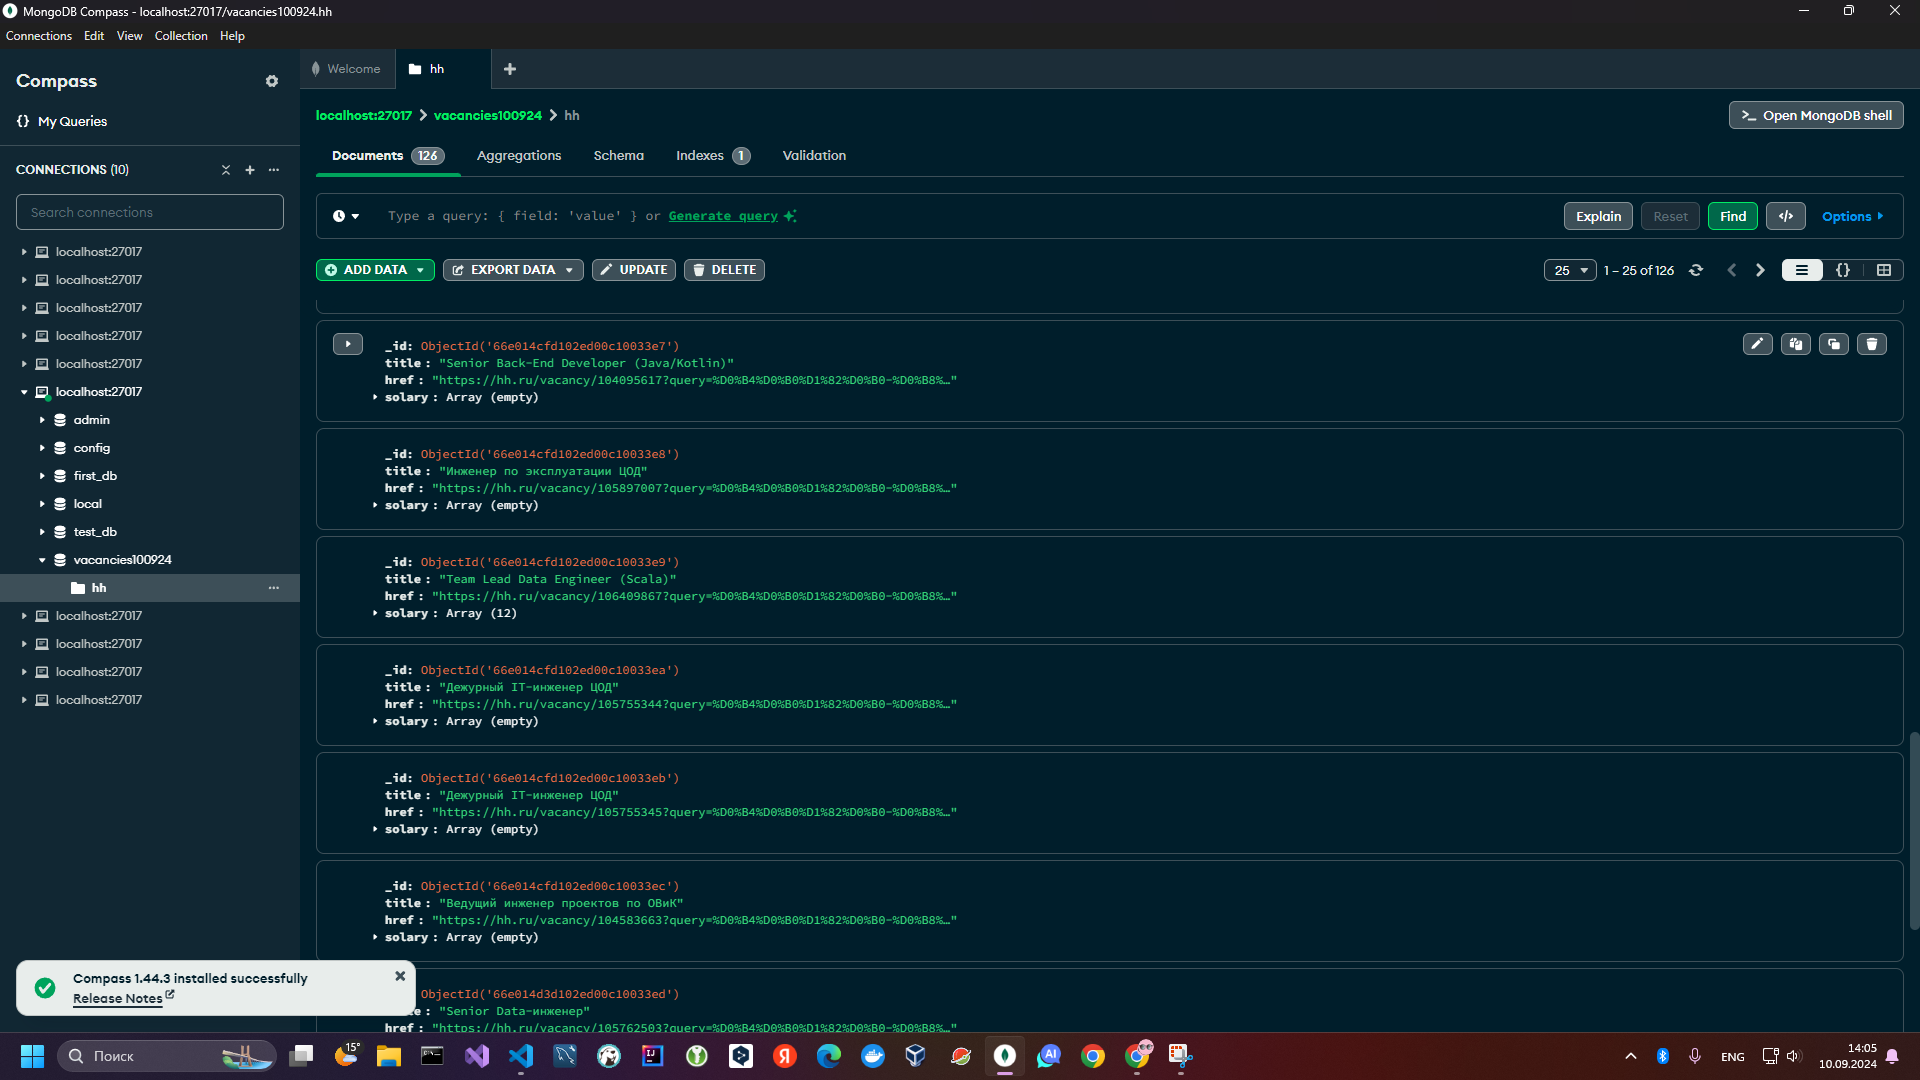 MongoDB Compass - localhost:27017/vacancies100924.hh
Connections Edit View Collection Help
Compass
{} My Queries
CONNECTIONS (10)
Search connections
localhost:27017
localhost:27017
localhost:27017
localhost:27017
localhost:27017
localhost:27017
admin
config
first_db
local
test_db
vacancies100924
hh
localhost:27017
localhost:27017
localhost:27017
localhost:27017
Welcome hh
localhost:27017 > vacancies100924 > hh
Open MongoDB shell
Documents 126 Aggregations Schema Indexes 1 Validation
Type a query: { field: 'value' } or Generate query
Explain Reset Find </> Options
ADD DATA EXPORT DATA UPDATE DELETE
25 1 – 25 of 126 {}
_id: ObjectId('66e014cfd102ed00c10033e7')
title : "Senior Back-End Developer (Java/Kotlin)"
href : "https://hh.ru/vacancy/104095617?query=%D0%B4%D0%B0%D1%82%D0%B0-%D0%B8%…"
solary : Array (empty)
_id: ObjectId('66e014cfd102ed00c10033e8')
title : "Инженер по эксплуатации ЦОД"
href : "https://hh.ru/vacancy/105897007?query=%D0%B4%D0%B0%D1%82%D0%B0-%D0%B8%…"
solary : Array (empty)
_id: ObjectId('66e014cfd102ed00c10033e9')
title : "Team Lead Data Engineer (Scala)"
href : "https://hh.ru/vacancy/106409867?query=%D0%B4%D0%B0%D1%82%D0%B0-%D0%B8%…"
solary : Array (12)
_id: ObjectId('66e014cfd102ed00c10033ea')
title : "Дежурный IT-инженер ЦОД"
href : "https://hh.ru/vacancy/105755344?query=%D0%B4%D0%B0%D1%82%D0%B0-%D0%B8%…"
solary : Array (empty)
_id: ObjectId('66e014cfd102ed00c10033eb')
title : "Дежурный IT-инженер ЦОД"
href : "https://hh.ru/vacancy/105755345?query=%D0%B4%D0%B0%D1%82%D0%B0-%D0%B8%…"
solary : Array (empty)
_id: ObjectId('66e014cfd102ed00c10033ec')
title : "Ведущий инженер проектов по ОВиК"
href : "https://hh.ru/vacancy/104583663?query=%D0%B4%D0%B0%D1%82%D0%B0-%D0%B8%…"
solary : Array (empty)
ObjectId('66e014d3d102ed00c10033ed')
: "Senior Data-инженер"
href : "https://hh.ru/vacancy/105762503?query=%D0%B4%D0%B0%D1%82%D0%B0-%D0%B8%…"
Compass 1.44.3 installed successfully
Release Notes
Поиск
15°
ENG
14:05
10.09.2024